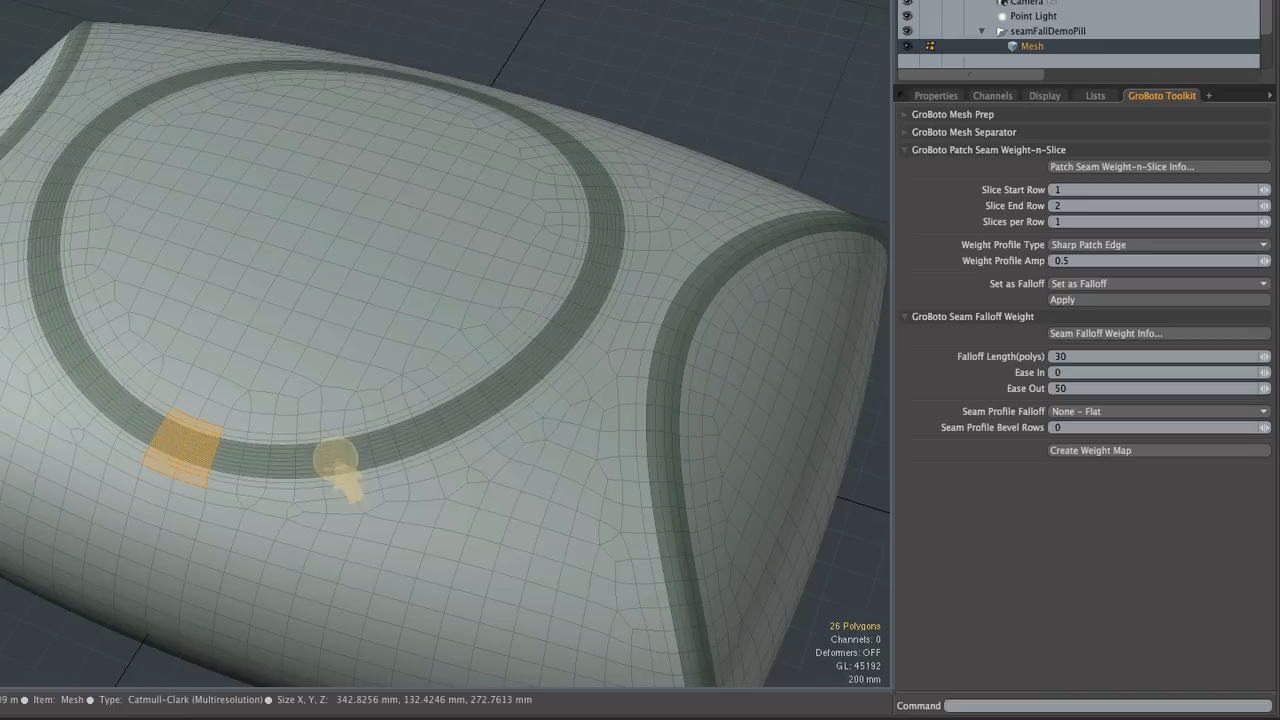 Camera (2)
Point Light
seamFallDemoPill
Mesh
Properties Channels Display Lists GroBoto Toolkit +
GroBoto Mesh Prep
GroBoto Mesh Separator
GroBoto Patch Seam Weight-n-Slice
Patch Seam Weight-n-Slice Info...
Slice Start Row 1
Slice End Row 2
Slices per Row 1
Weight Profile Type Sharp Patch Edge
Weight Profile Amp 0.5
Set as Falloff Set as Falloff
Apply
GroBoto Seam Falloff Weight
Seam Falloff Weight Info...
Falloff Length(polys) 30
Ease In 0
Ease Out 50
Seam Profile Falloff None - Flat
Seam Profile Bevel Rows 0
Create Weight Map
26 Polygons
Channels: 0
Deformers: OFF
GL: 45192
200 mm
9 m Item: Mesh Type: Catmull-Clark (Multiresolution) Size X, Y, Z: 342.8256 mm, 132.4246 mm, 272.7613 mm
Command